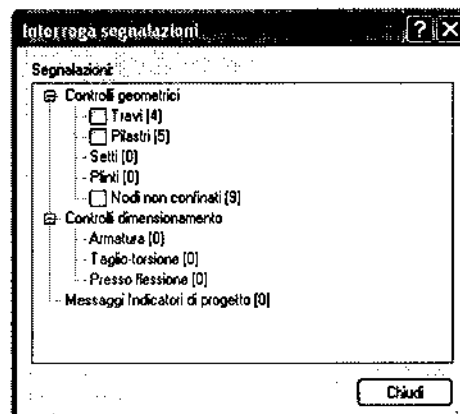 Interroga segnalazioni
Segnalazioni:
Controlli geometrici
Travi [4]
Pilastri [5]
Setti [0]
Plinti [0]
Nodi non confinati [9]
Controlli dimensionamento
Armatura [0]
Taglio-torsione [0]
Presso flessione [0]
Messaggi Indicatori di progetto [0]
Chiudi